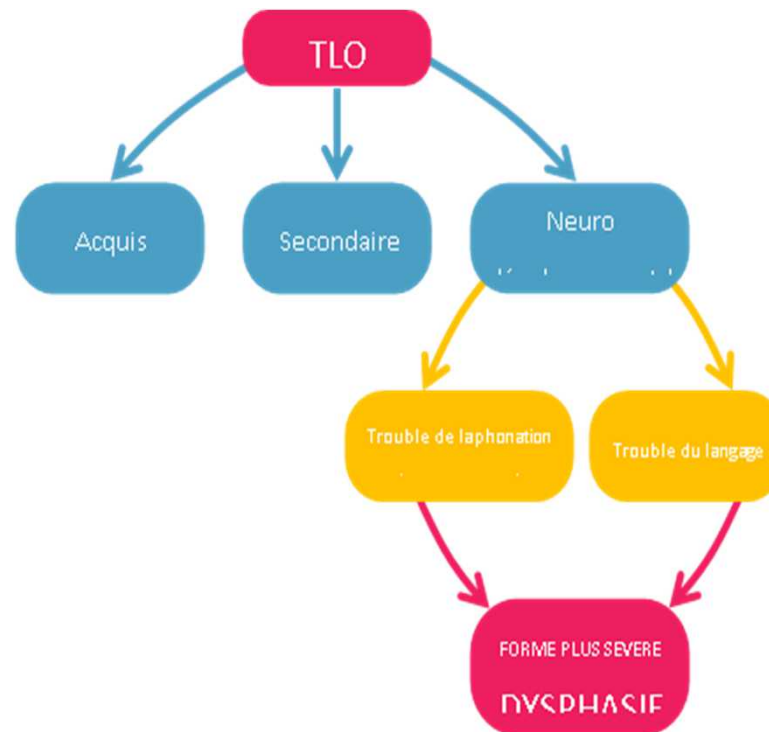 TLO
Acquis
Secondaire
Neuro
Trouble de laphonation
Trouble du langage
FORME PLUS SEVERE
DYSPHASIE